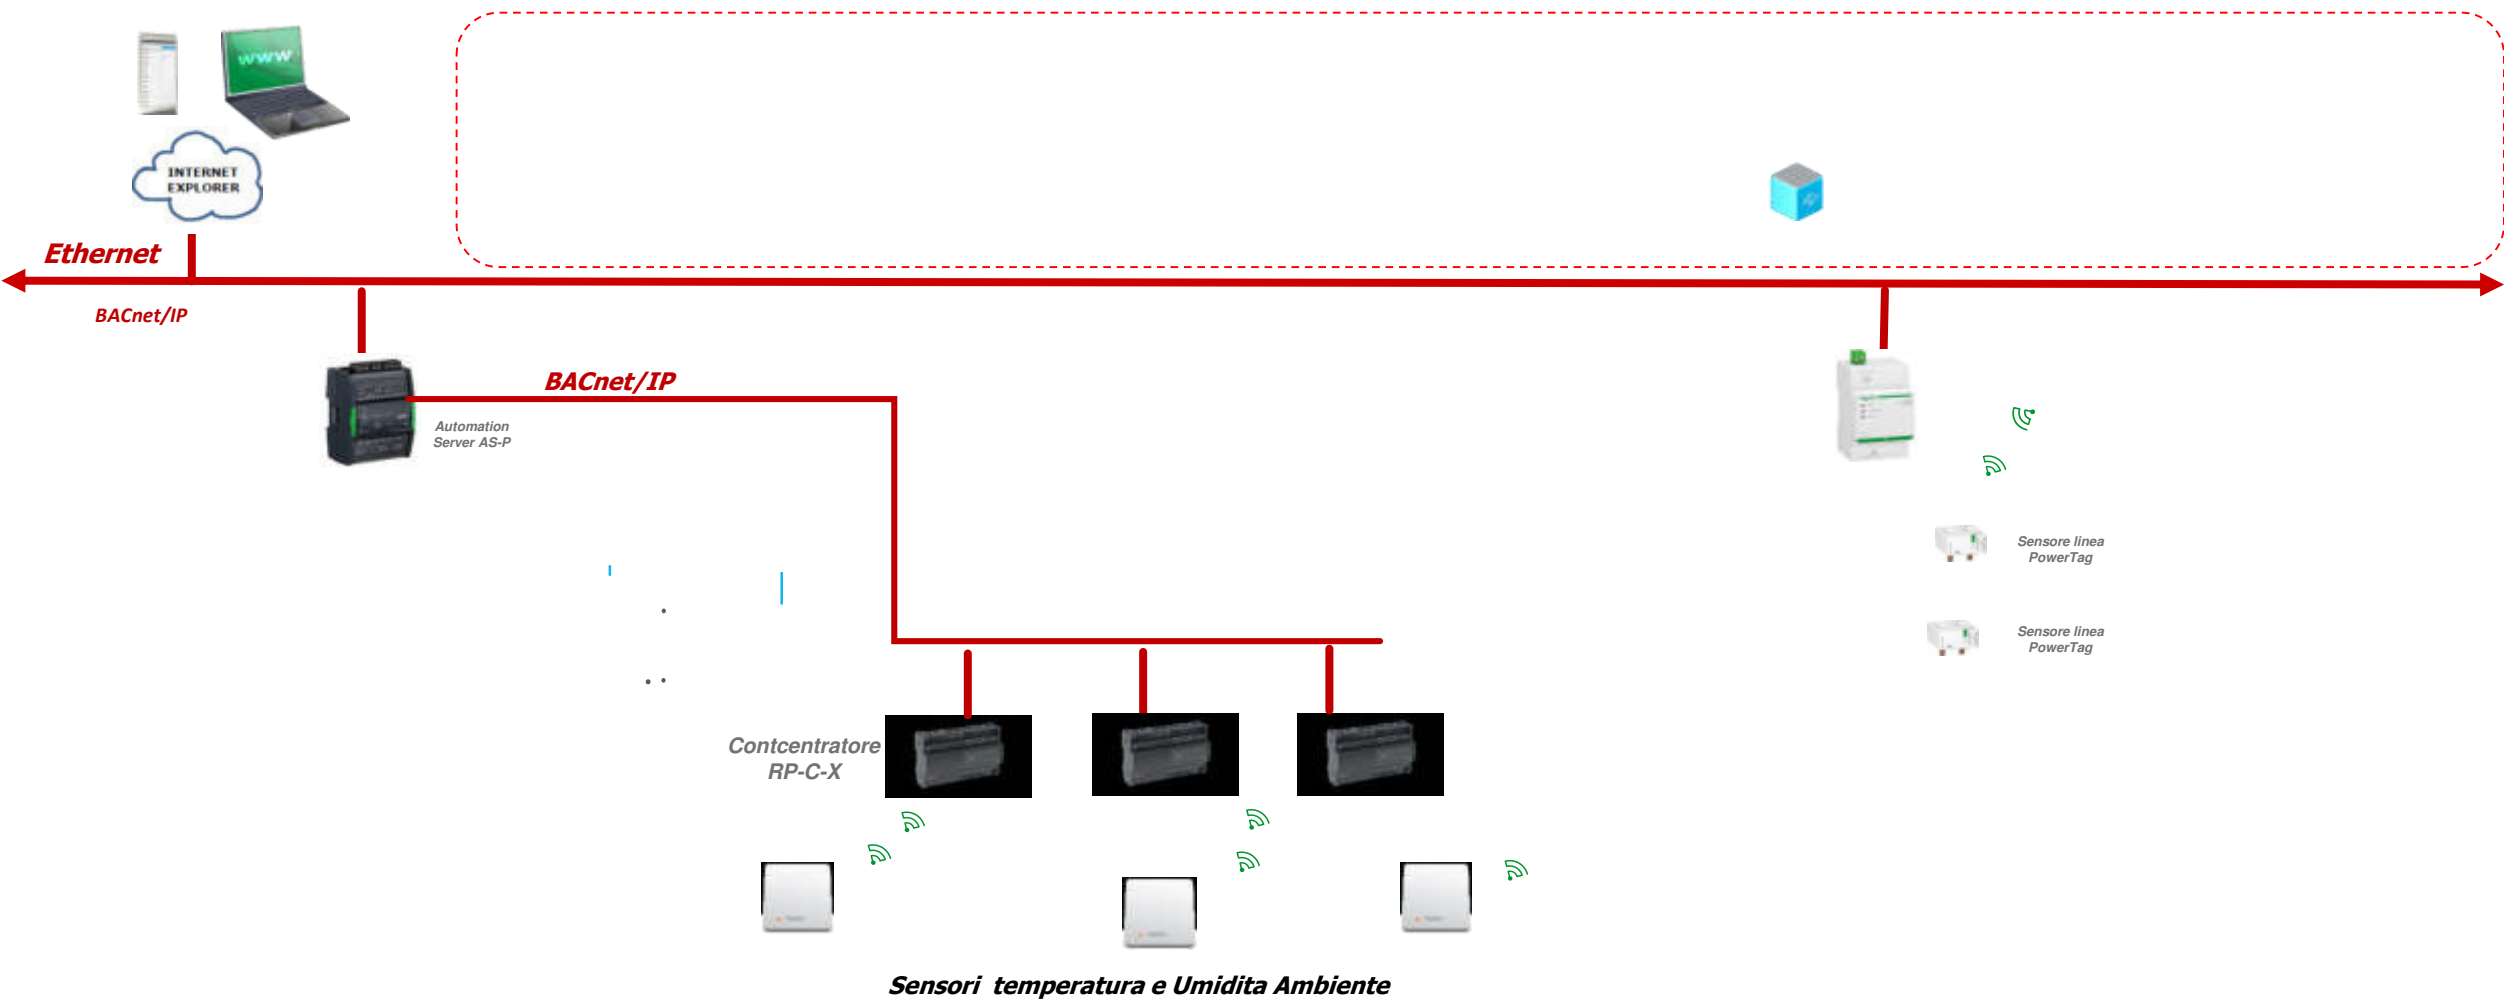 www
INTERNET
EXPLORER
Ethernet
BACnet/IP
BACnet/IP
Automation
Server AS-P
Sensore linea
PowerTag
Sensore linea
PowerTag
Contcentratore
RP-C-X
Sensori temperatura e Umidita Ambiente